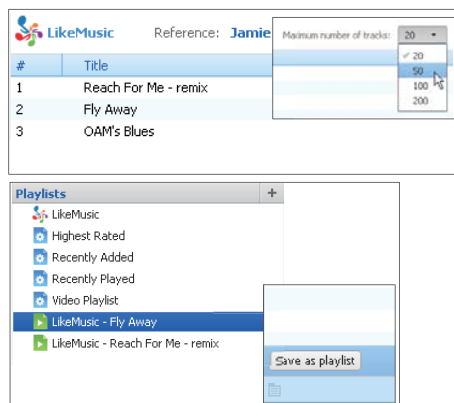 LikeMusic Reference: Jamie
Maximum number of tracks: 20
20
50
100
200
# Title
1 Reach For Me - remix
2 Fly Away
3 OAM's Blues
Playlists +
LikeMusic
Highest Rated
Recently Added
Recently Played
Video Playlist
LikeMusic - Fly Away
LikeMusic - Reach For Me - remix
Save as playlist